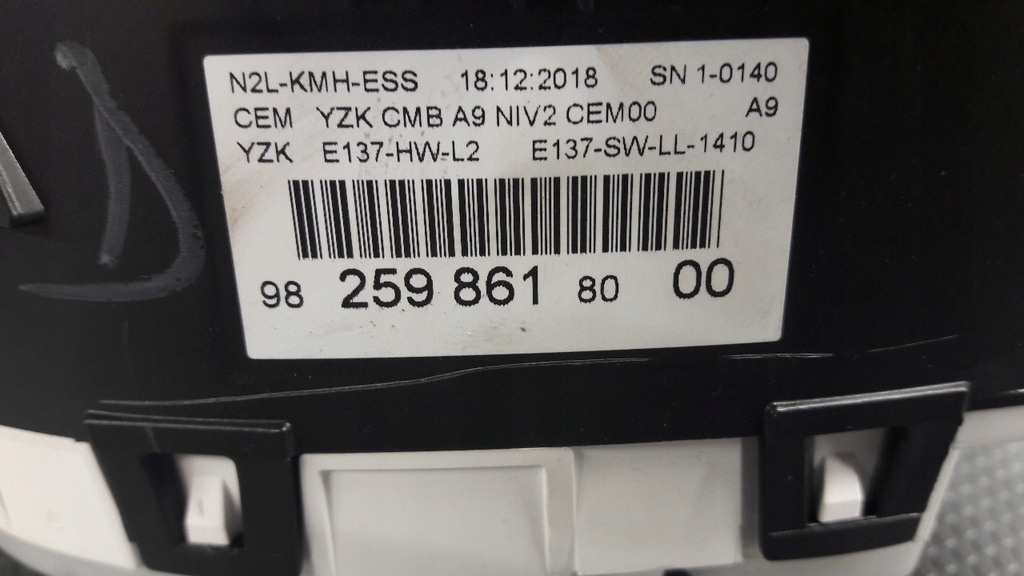 N2L-KMH-ESS 18:12:2018 SN 1-0140
CEM YZK CMB A9 NIV2 CEM00 A9
YZK E137-HW-L2 E137-SW-LL-1410
98 259 861 80 00